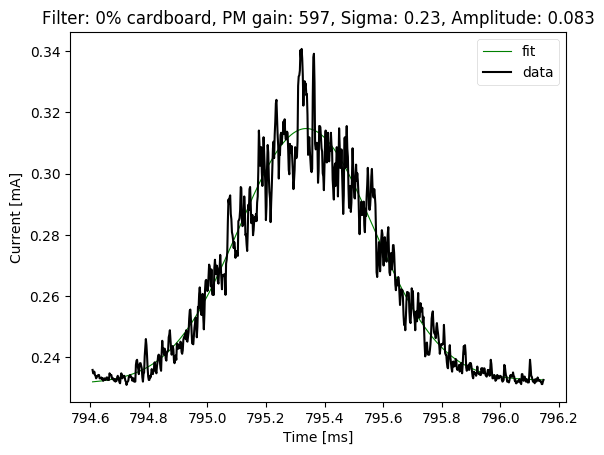 Filter: 0% cardboard, PM gain: 597, Sigma: 0.23, Amplitude: 0.083
fit
data
0.34
0.32
0.30
0.28
0.26
0.24
Current [mA]
794.6 794.8 795.0 795.2 795.4 795.6 795.8 796.0 796.2
Time [ms]